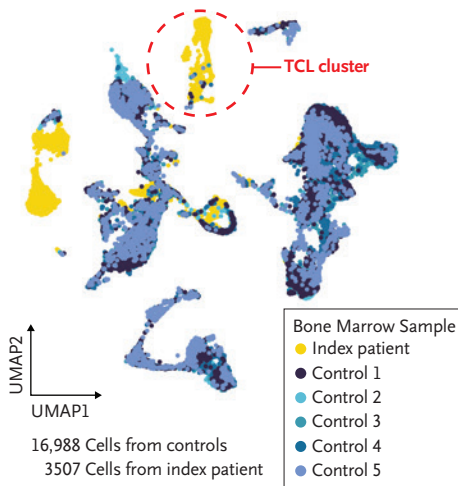 TCL cluster
UMAP2
UMAP1
16,988 Cells from controls
3507 Cells from index patient
Bone Marrow Sample
Index patient
Control 1
Control 2
Control 3
Control 4
Control 5